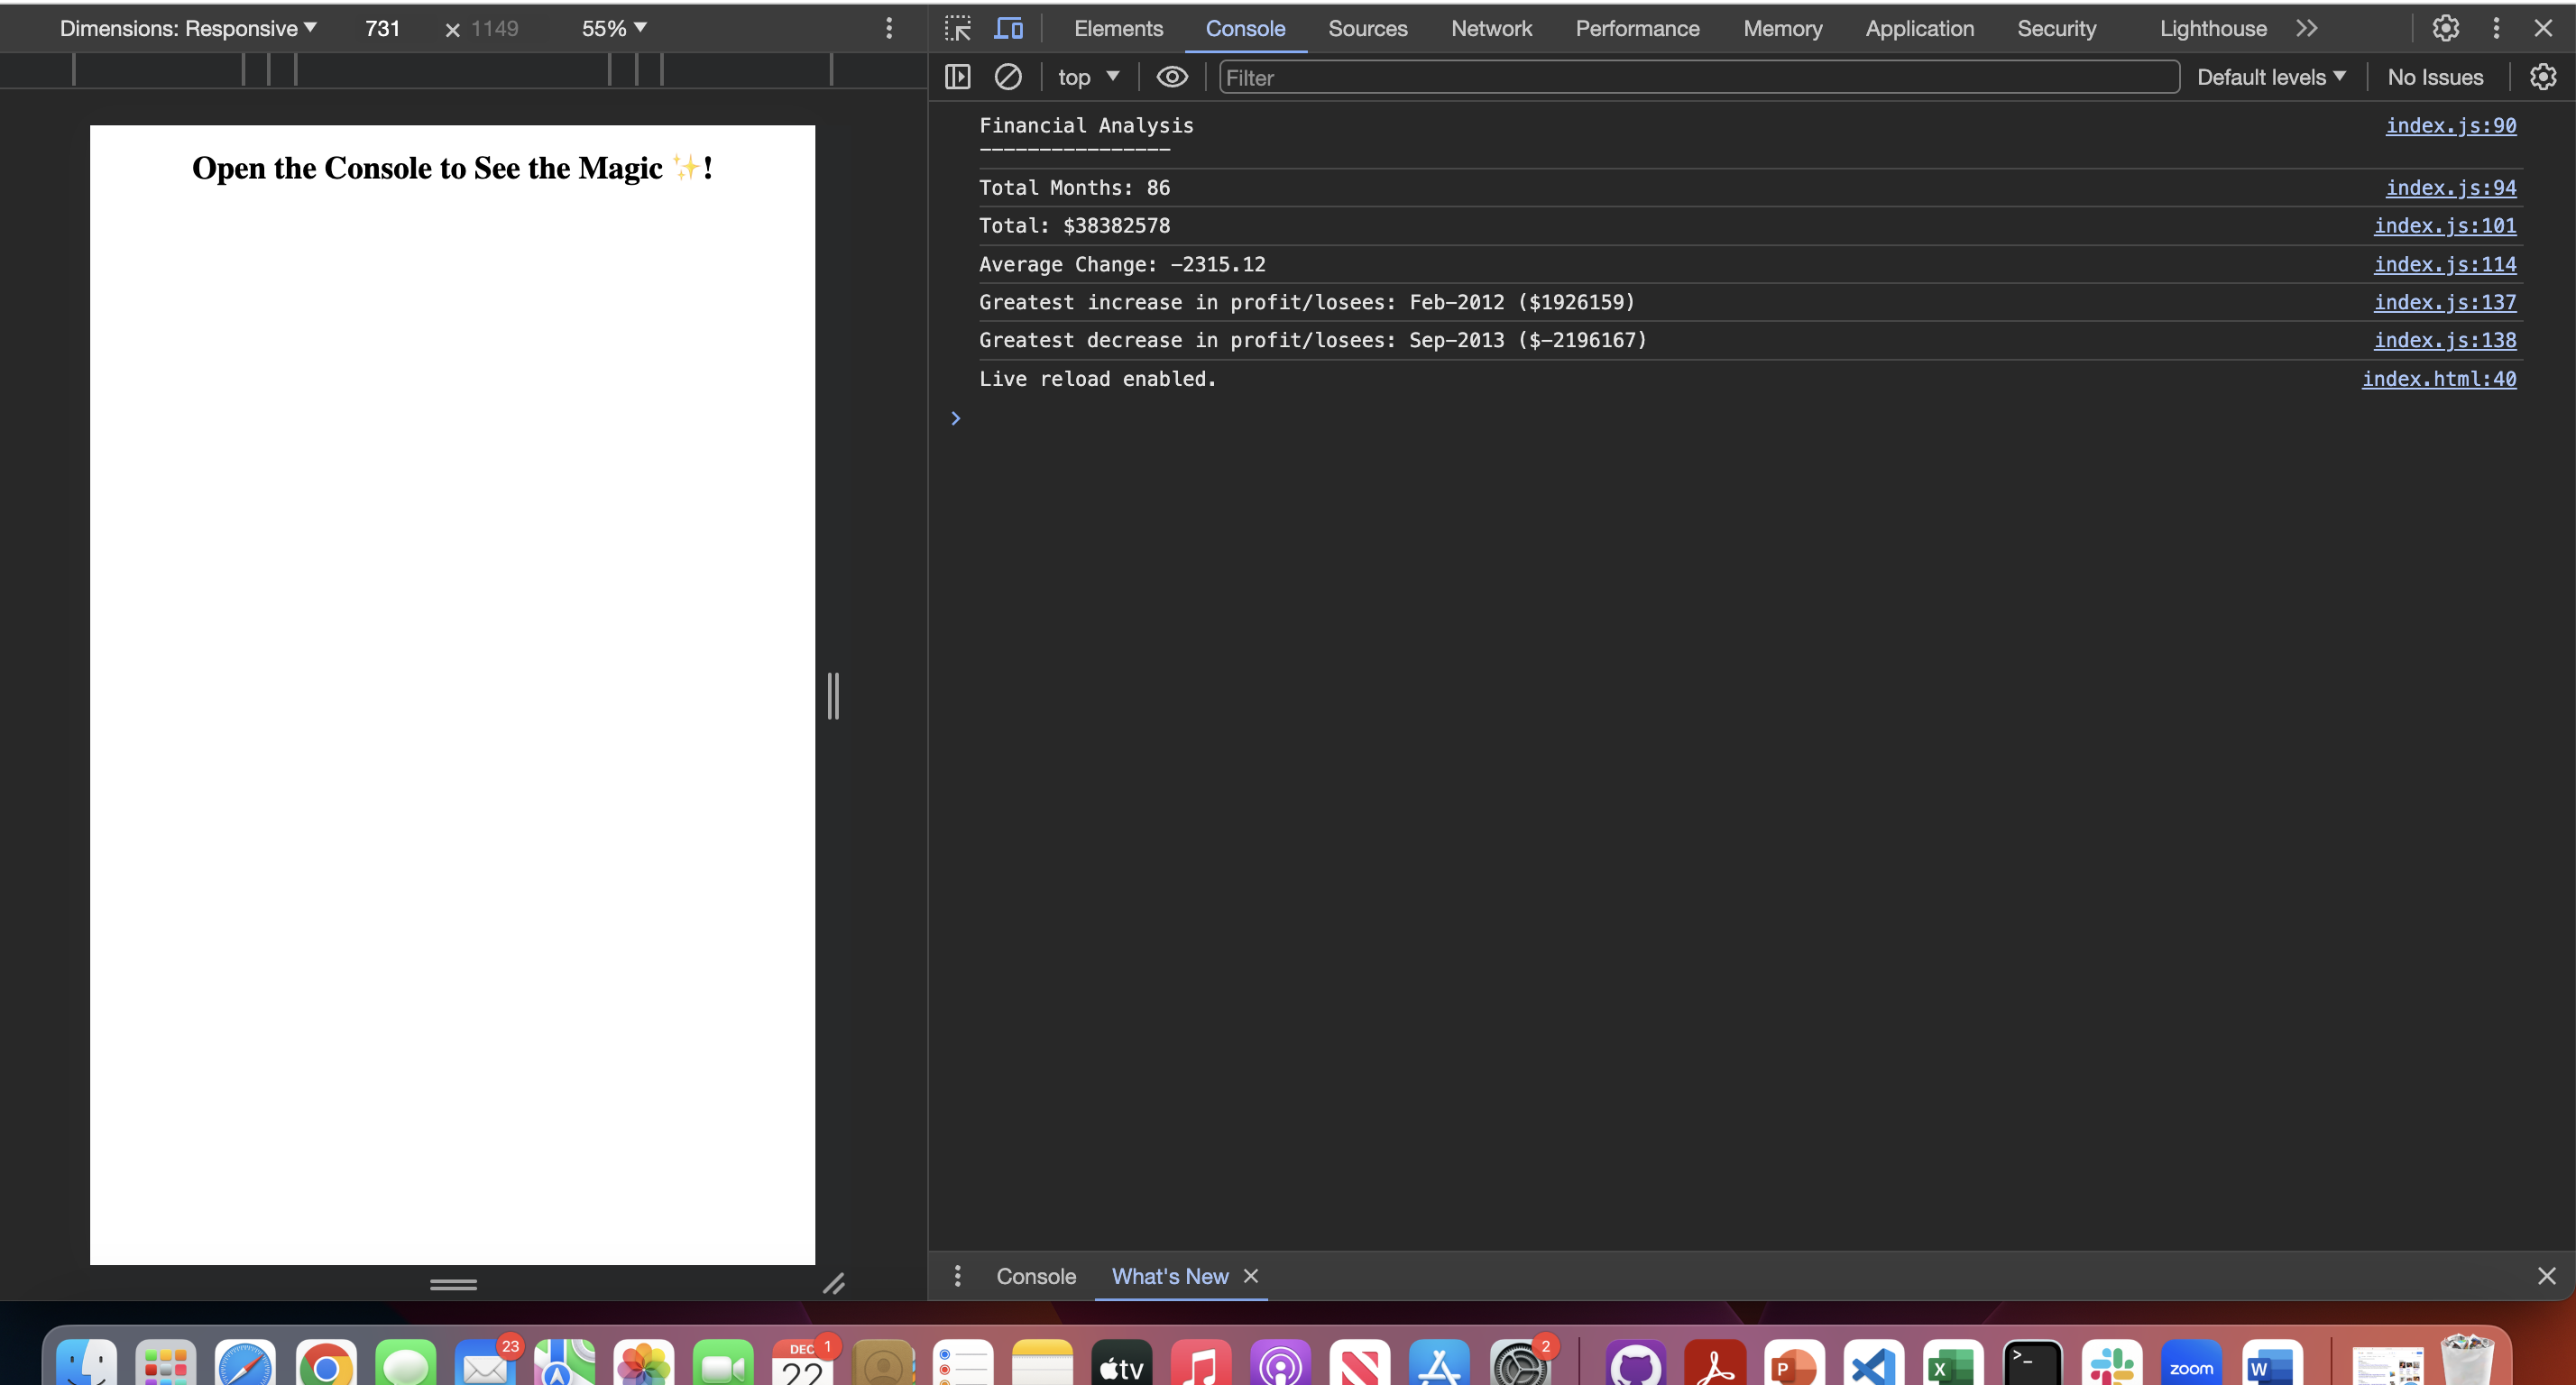 Dimensions: Responsive ▼ 731 × 1149 55% ▼
Elements Console Sources Network Performance Memory Application Security Lighthouse
top ▼ Filter Default levels ▼ No Issues
Open the Console to See the Magic ✨!
Financial Analysis index.js:90
----------------
Total Months: 86 index.js:94
Total: $38382578 index.js:101
Average Change: -2315.12 index.js:114
Greatest increase in profit/losees: Feb-2012 ($1926159) index.js:137
Greatest decrease in profit/losees: Sep-2013 ($-2196167) index.js:138
Live reload enabled. index.html:40
Console What's New
23
DEC 1
22
tv
2
P
X
>_
zoom
W